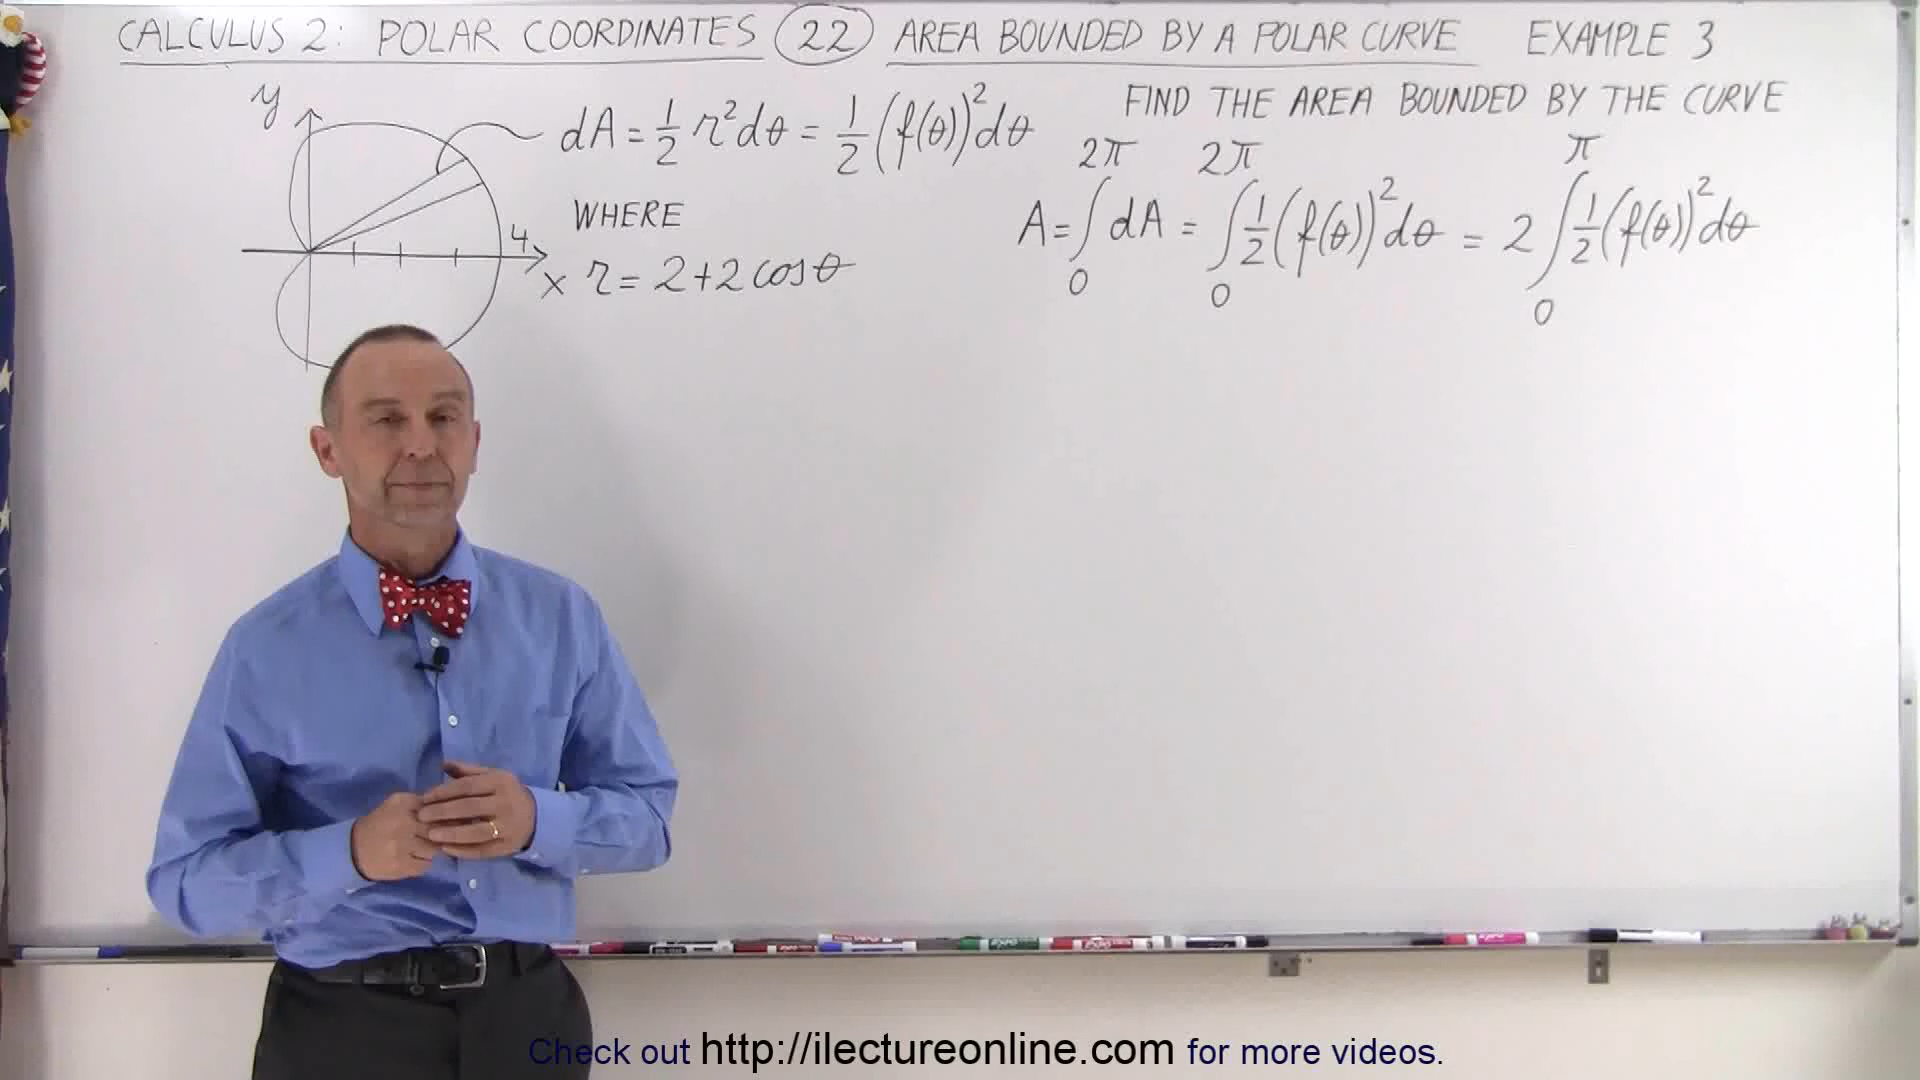 CALCULUS 2: POLAR COORDINATES 22 AREA BOUNDED BY A POLAR CURVE EXAMPLE 3
FIND THE AREA BOUNDED BY THE CURVE
y
dA = 1/2 r² dθ = 1/2 (f(θ))² dθ
WHERE
4
x
r = 2 + 2 cos θ
A = ∫₀^2π dA = ∫₀^2π 1/2 (f(θ))² dθ = 2 ∫₀^π 1/2 (f(θ))² dθ
Check out http://ilectureonline.com for more videos.